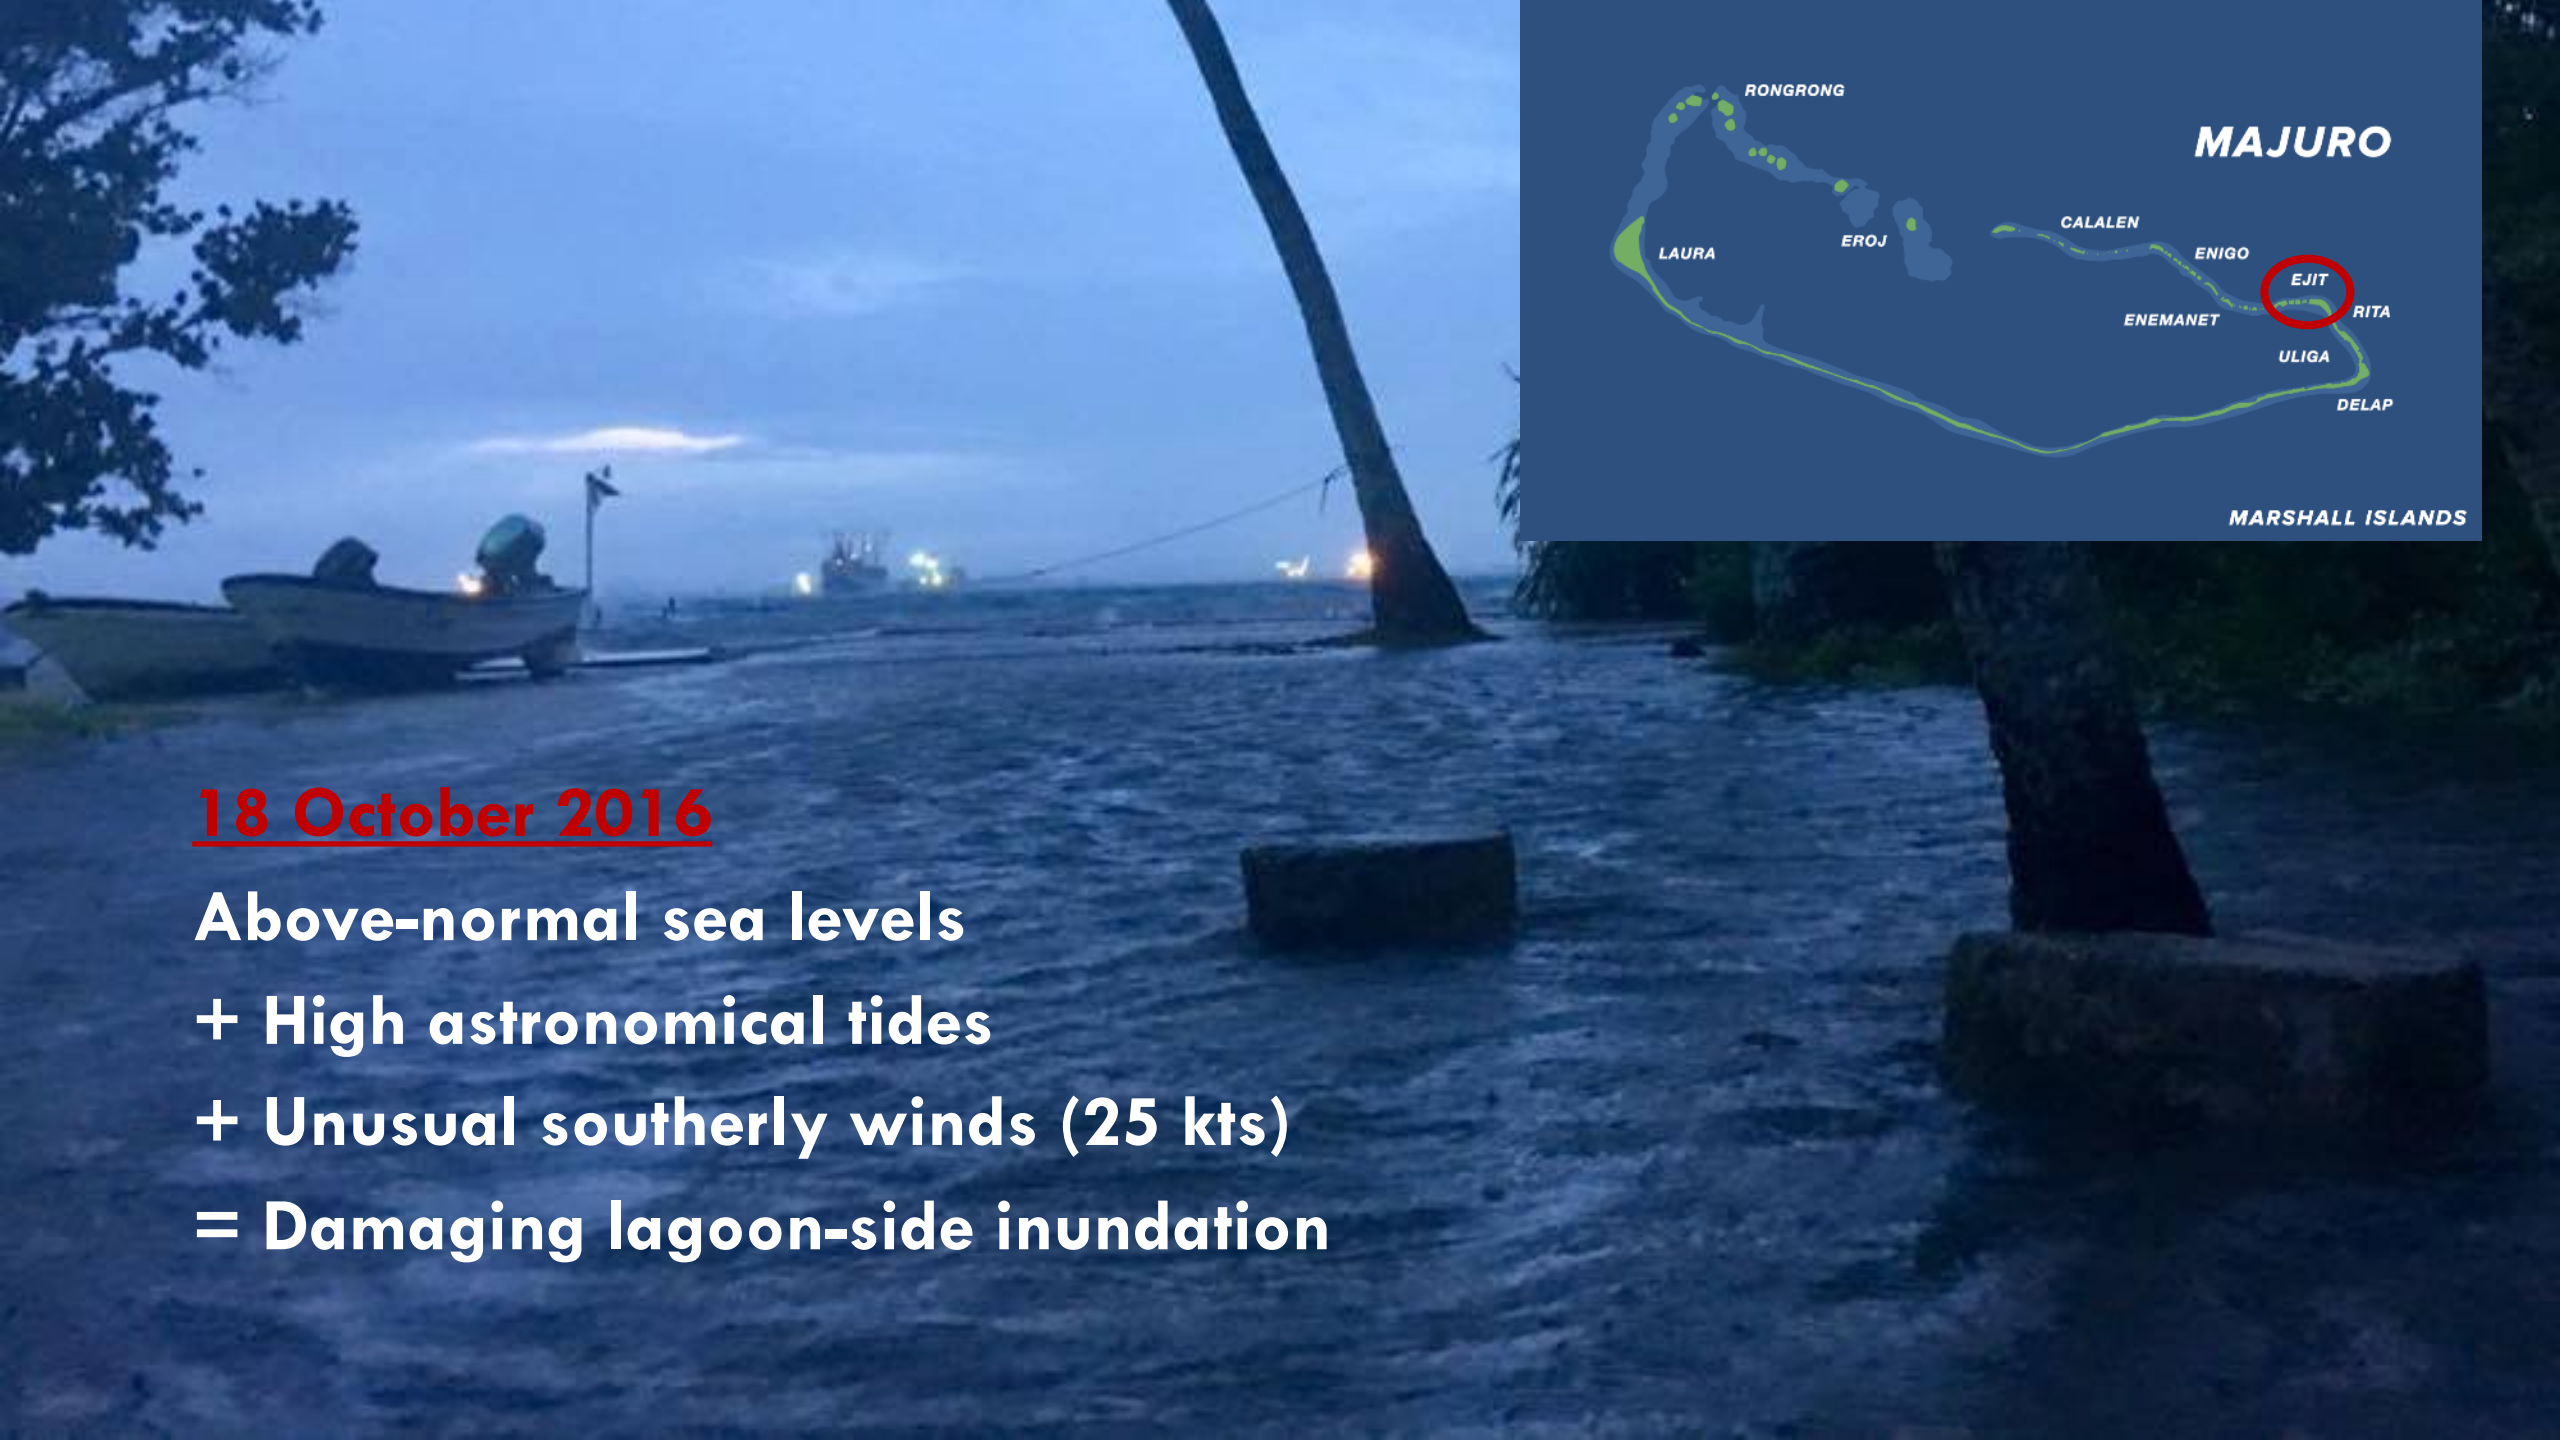 RONGRONG
MAJURO
CALALEN
EROJ
LAURA
ENIGO
EJIT
RITA
ENEMANET
ULIGA
DELAP
MARSHALL ISLANDS
18 October 2016
Above-normal sea levels
+ High astronomical tides
+ Unusual southerly winds (25 kts)
= Damaging lagoon-side inundation